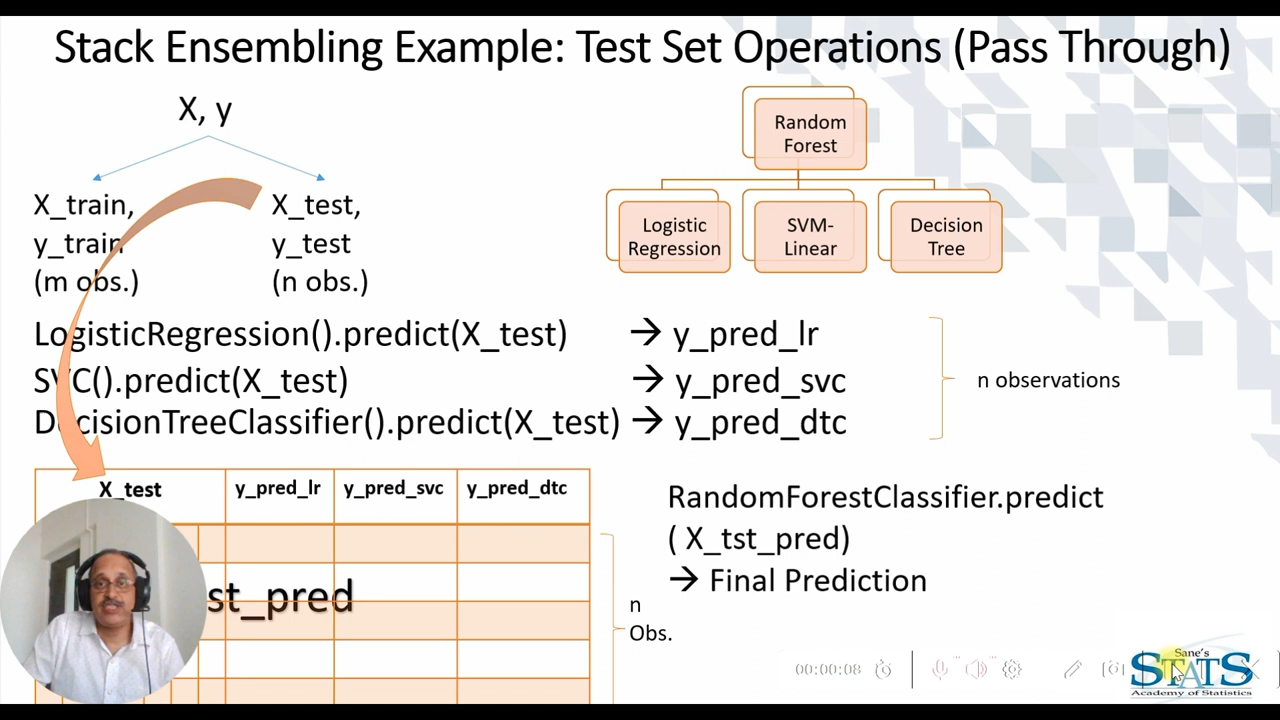 Stack Ensembling Example: Test Set Operations (Pass Through)
X, y
X_train,
y_train
(m obs.)
X_test,
y_test
(n obs.)
Random
Forest
Logistic
Regression
SVM-
Linear
Decision
Tree
LogisticRegression().predict(X_test) → y_pred_lr
SVC().predict(X_test) → y_pred_svc
DecisionTreeClassifier().predict(X_test) → y_pred_dtc
n observations
X_test y_pred_lr y_pred_svc y_pred_dtc
st_pred
n
Obs.
RandomForestClassifier.predict
( X_tst_pred)
→ Final Prediction
00:00:08
Sane's
STATS
Academy of Statistics